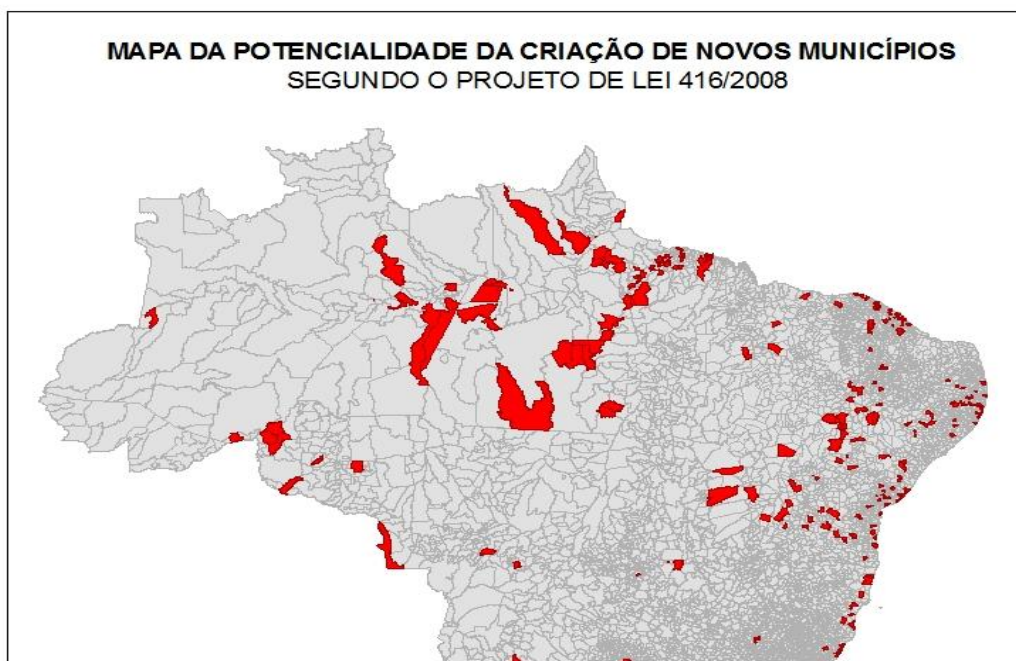 MAPA DA POTENCIALIDADE DA CRIAÇÃO DE NOVOS MUNICÍPIOS
SEGUNDO O PROJETO DE LEI 416/2008